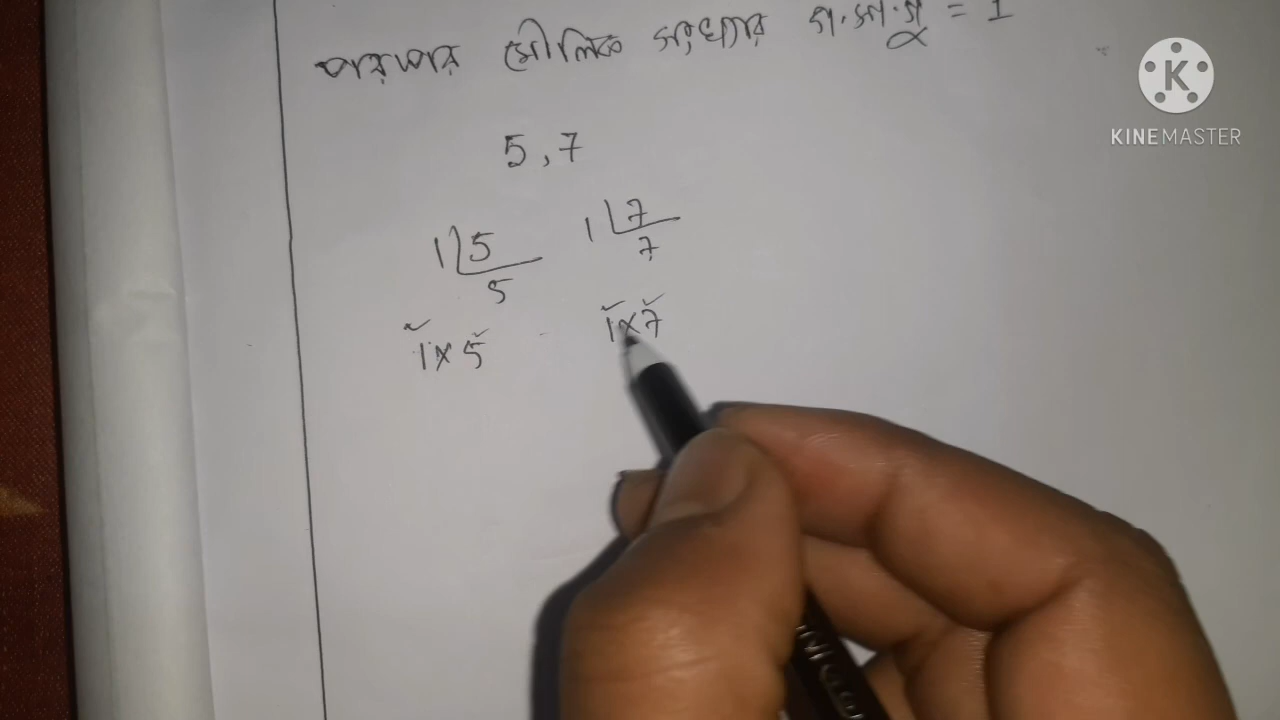 পরস্পর মৌলিক সংখ্যার গ.সা.গু = 1
5, 7
1 5 1 7
5 7
1 x 5 1 x 7
K
KINEMASTER